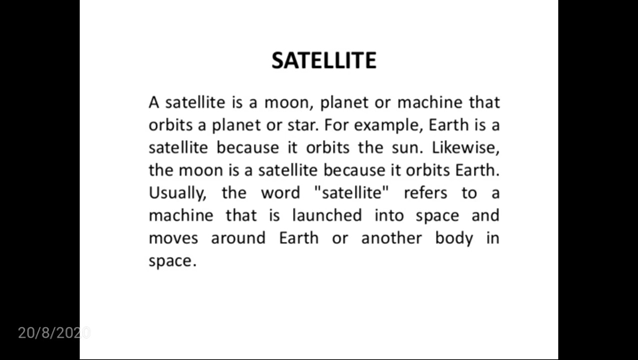 SATELLITE
A satellite is a moon, planet or machine that
orbits a planet or star. For example, Earth is a
satellite because it orbits the sun. Likewise,
the moon is a satellite because it orbits Earth.
Usually, the word "satellite" refers to a
machine that is launched into space and
moves around Earth or another body in
space.
20/8/2020